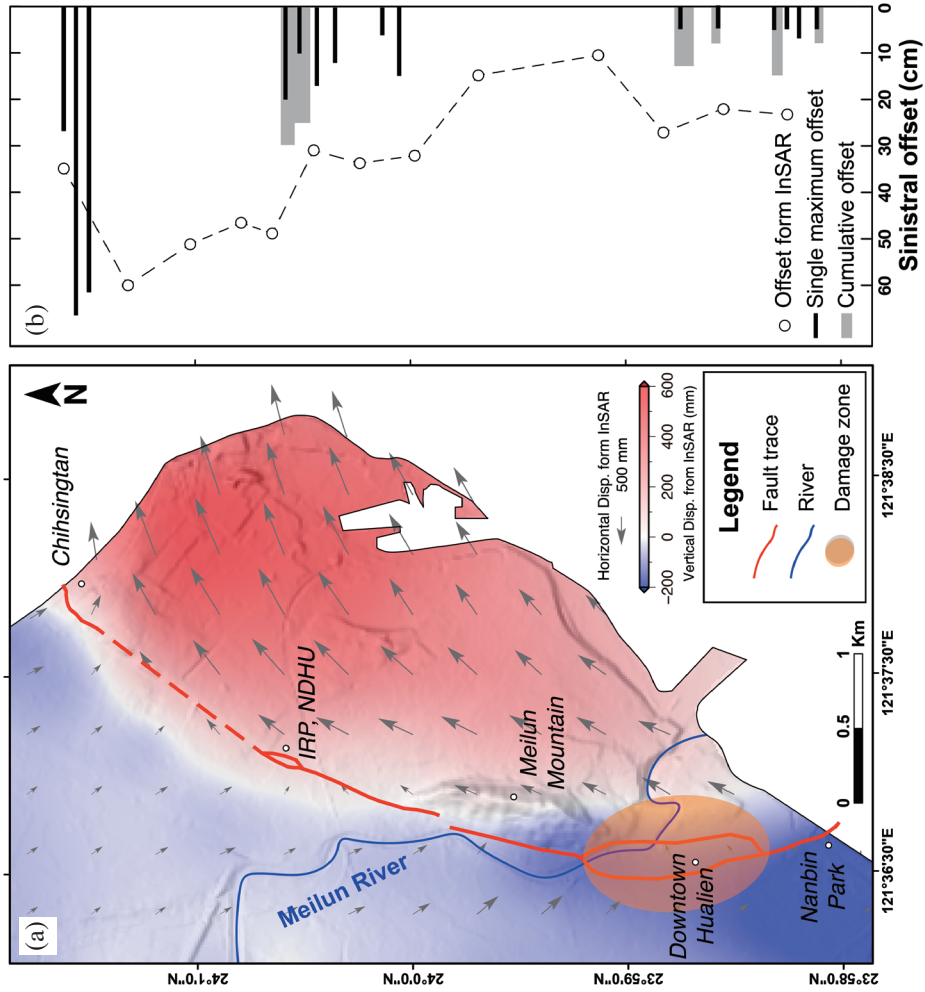 (a)
Chihsingtan
N
IRP, NDHU
Meilun
Mountain
Meilun River
Downtown
Hualien
Nanbin
Park
Horizontal Disp. form InSAR
500 mm
-200 0 200 400 600
Vertical Disp. from InSAR (mm)
Legend
Fault trace
River
Damage zone
0 0.5 1 Km
24°1'0"N
24°0'0"N
23°59'0"N
23°58'0"N
121°36'30"E
121°37'30"E
121°38'30"E
(b)
Offset form InSAR
Single maximum offset
Cumulative offset
60 50 40 30 20 10 0
Sinistral offset (cm)